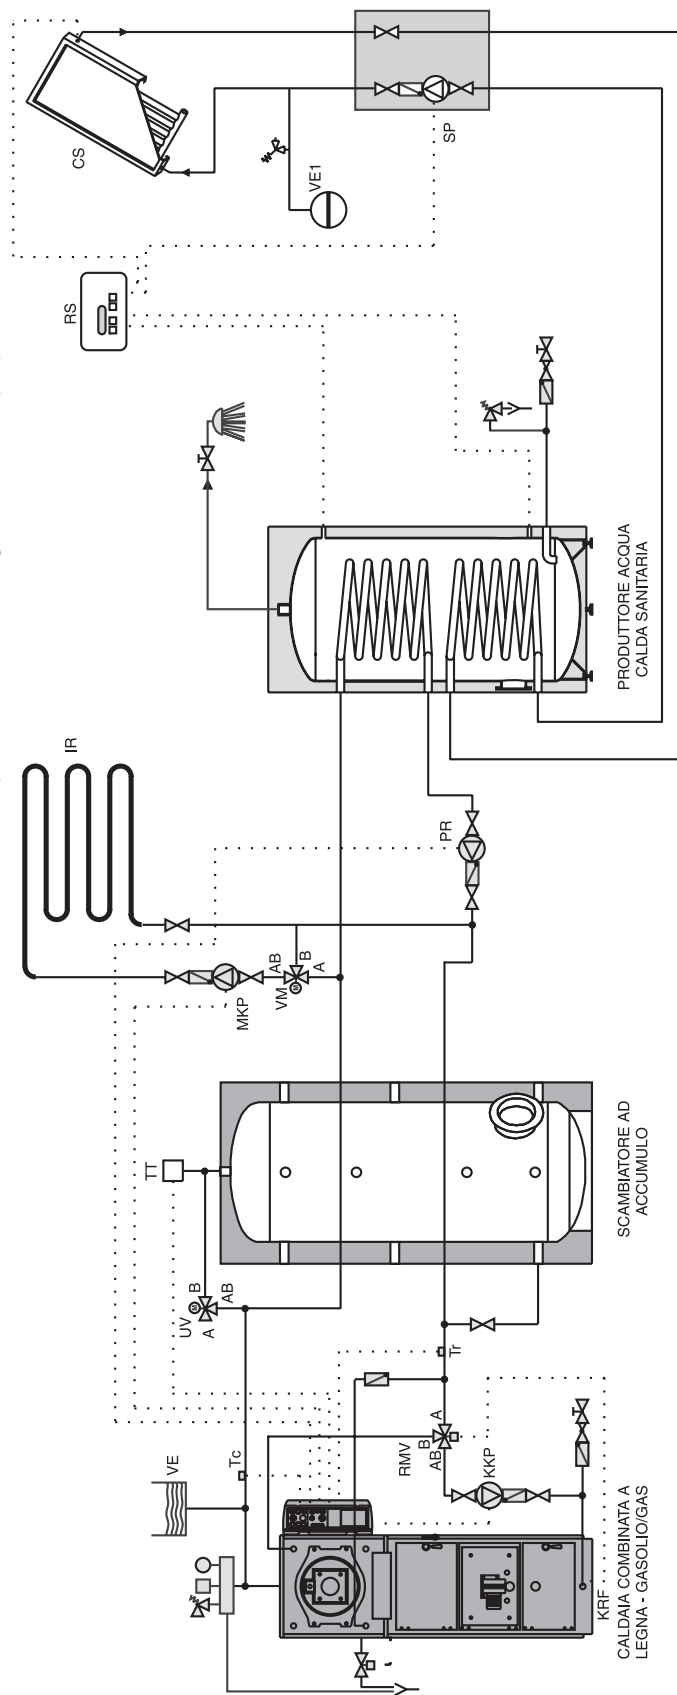 CS
SP
VE1
RS
PRODUTTORE ACQUA
CALDA SANITARIA
IR
PR
MKP
AB
B
VM
M
A
TT
SCAMBIATORE AD
ACCUMULO
UV
M
B
A
AB
Tr
VE
Tc
RMV
B
A
AB
KKP
KRF
CALDAIA COMBINATA A
LEGNA - GASOLIO/GAS